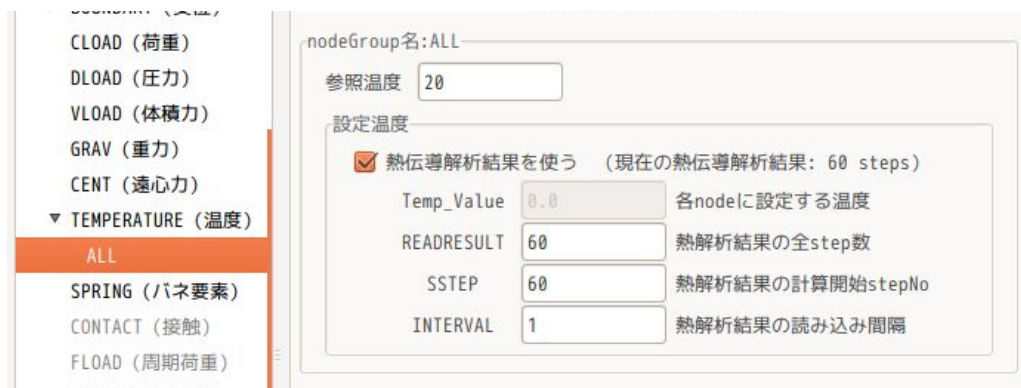 CLOAD (荷重)
DLOAD (圧力)
VLOAD (体積力)
GRAV (重力)
CENT (遠心力)
▼ TEMPERATURE (温度)
ALL
SPRING (バネ要素)
CONTACT (接触)
FLOAD (周期荷重)
nodeGroup名:ALL
参照温度 20
設定温度
熱伝導解析結果を使う (現在の熱伝導解析結果: 60 steps)
Temp_Value 0.0 各nodeに設定する温度
READRESULT 60 熱解析結果の全step数
SSTEP 60 熱解析結果の計算開始stepNo
INTERVAL 1 熱解析結果の読み込み間隔